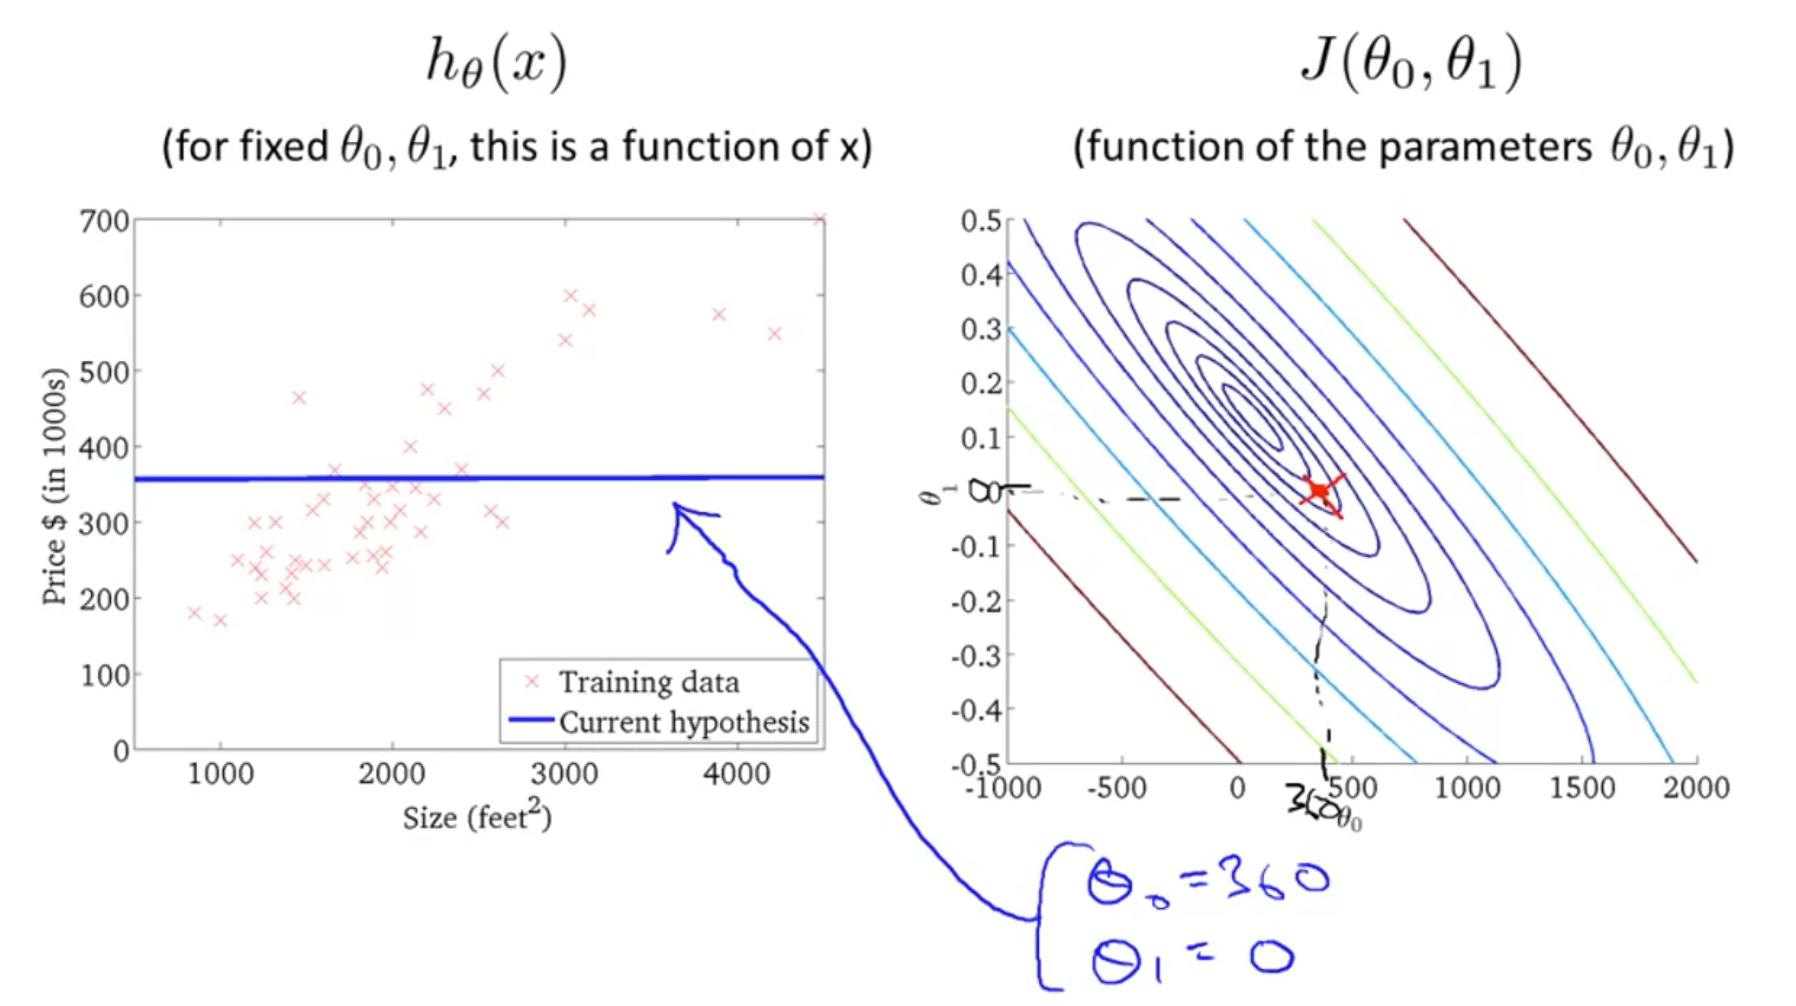 h_θ(x)
(for fixed θ₀, θ₁, this is a function of x)
700
600
500
400
300
200
100
0
Price $ (in 1000s)
1000 2000 3000 4000
Size (feet²)
Training data
Current hypothesis
J(θ₀, θ₁)
(function of the parameters θ₀, θ₁)
0.5
0.4
0.3
0.2
0.1
0
-0.1
-0.2
-0.3
-0.4
-0.5
θ₁
-1000 -500 0 500 1000 1500 2000
360
θ₀
θ₀ = 360
θ₁ = 0